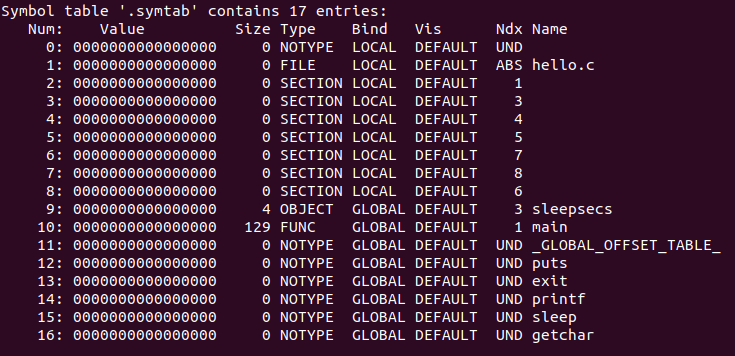 Symbol table '.symtab' contains 17 entries:
   Num:    Value          Size Type    Bind   Vis      Ndx Name
     0: 0000000000000000     0 NOTYPE  LOCAL  DEFAULT  UND
     1: 0000000000000000     0 FILE    LOCAL  DEFAULT  ABS hello.c
     2: 0000000000000000     0 SECTION LOCAL  DEFAULT    1
     3: 0000000000000000     0 SECTION LOCAL  DEFAULT    3
     4: 0000000000000000     0 SECTION LOCAL  DEFAULT    4
     5: 0000000000000000     0 SECTION LOCAL  DEFAULT    5
     6: 0000000000000000     0 SECTION LOCAL  DEFAULT    7
     7: 0000000000000000     0 SECTION LOCAL  DEFAULT    8
     8: 0000000000000000     0 SECTION LOCAL  DEFAULT    6
     9: 0000000000000000     4 OBJECT  GLOBAL DEFAULT    3 sleepsecs
    10: 0000000000000000   129 FUNC    GLOBAL DEFAULT    1 main
    11: 0000000000000000     0 NOTYPE  GLOBAL DEFAULT  UND _GLOBAL_OFFSET_TABLE_
    12: 0000000000000000     0 NOTYPE  GLOBAL DEFAULT  UND puts
    13: 0000000000000000     0 NOTYPE  GLOBAL DEFAULT  UND exit
    14: 0000000000000000     0 NOTYPE  GLOBAL DEFAULT  UND printf
    15: 0000000000000000     0 NOTYPE  GLOBAL DEFAULT  UND sleep
    16: 0000000000000000     0 NOTYPE  GLOBAL DEFAULT  UND getchar